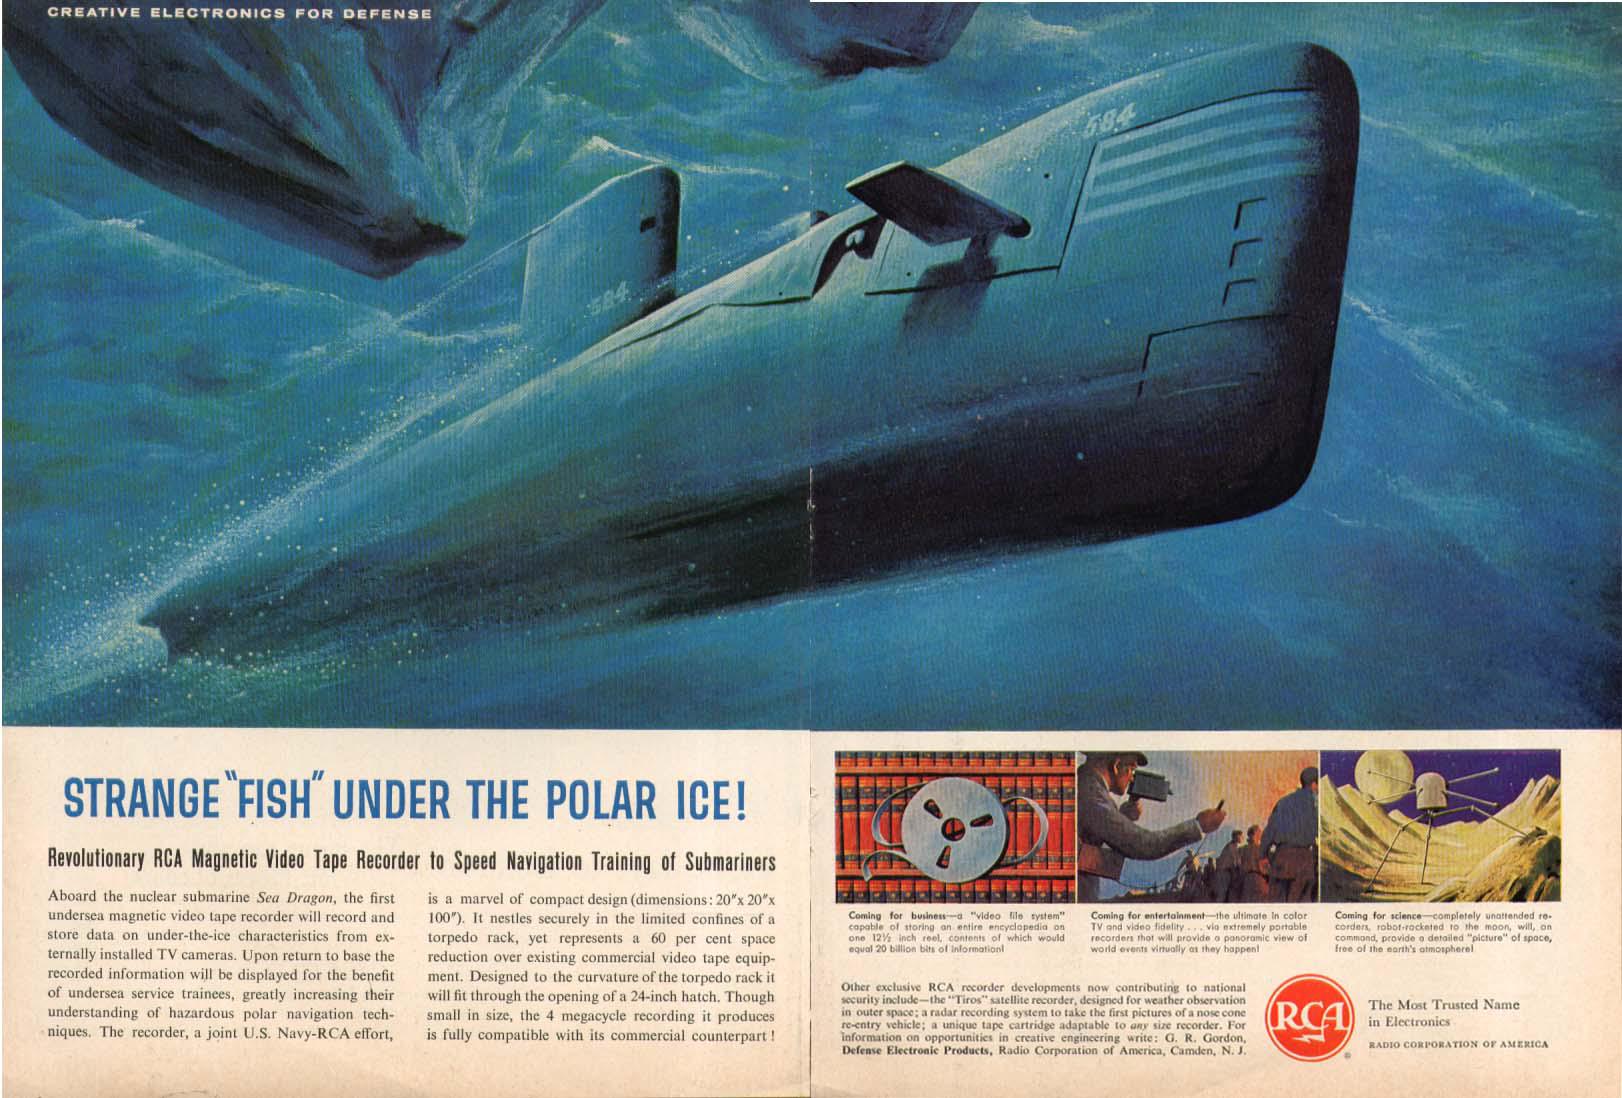 CREATIVE ELECTRONICS FOR DEFENSE
584
584
STRANGE "FISH" UNDER THE POLAR ICE!
Revolutionary RCA Magnetic Video Tape Recorder to Speed Navigation Training of Submariners
Aboard the nuclear submarine Sea Dragon, the first
undersea magnetic video tape recorder will record and
store data on under-the-ice characteristics from ex-
ternally installed TV cameras. Upon return to base the
recorded information will be displayed for the benefit
of undersea service trainees, greatly increasing their
understanding of hazardous polar navigation tech-
niques. The recorder, a joint U.S. Navy-RCA effort,
is a marvel of compact design (dimensions: 20"x 20"x
100"). It nestles securely in the limited confines of a
torpedo rack, yet represents a 60 per cent space
reduction over existing commercial video tape equip-
ment. Designed to the curvature of the torpedo rack it
will fit through the opening of a 24-inch hatch. Though
small in size, the 4 megacycle recording it produces
is fully compatible with its commercial counterpart!
Coming for business—a "video file system"
capable of storing an entire encyclopedia on
one 12½ inch reel, contents of which would
equal 20 billion bits of information!
Coming for entertainment—the ultimate in color
TV and video fidelity . . . via extremely portable
recorders that will provide a panoramic view of
world events virtually as they happen!
Coming for science—completely unattended re-
corders, robot-rocketed to the moon, will, on
command, provide a detailed "picture" of space,
free of the earth's atmosphere!
Other exclusive RCA recorder developments now contributing to national
security include—the "Tiros" satellite recorder, designed for weather observation
in outer space; a radar recording system to take the first pictures of a nose cone
re-entry vehicle; a unique tape cartridge adaptable to any size recorder. For
information on opportunities in creative engineering write: G. R. Gordon,
Defense Electronic Products, Radio Corporation of America, Camden, N. J.
RCA
®
The Most Trusted Name
in Electronics
RADIO CORPORATION OF AMERICA